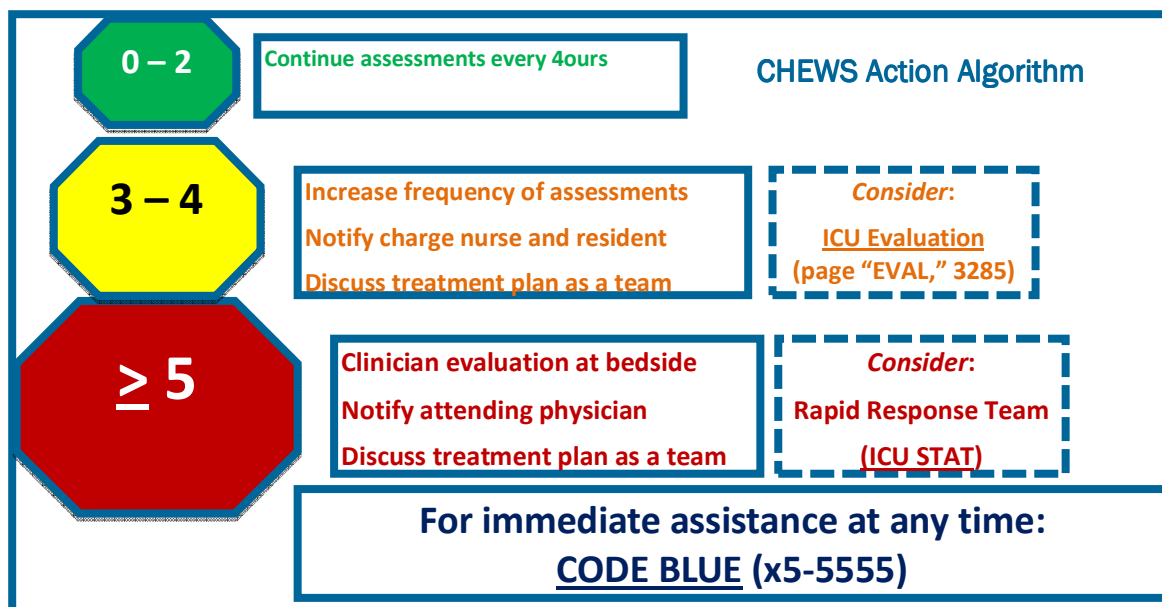 CHEWS Action Algorithm
0 – 2
Continue assessments every 4ours
3 – 4
Increase frequency of assessments
Notify charge nurse and resident
Discuss treatment plan as a team
Consider:
ICU Evaluation
(page “EVAL,” 3285)
≥ 5
Clinician evaluation at bedside
Notify attending physician
Discuss treatment plan as a team
Consider:
Rapid Response Team
(ICU STAT)
For immediate assistance at any time:
CODE BLUE (x5-5555)